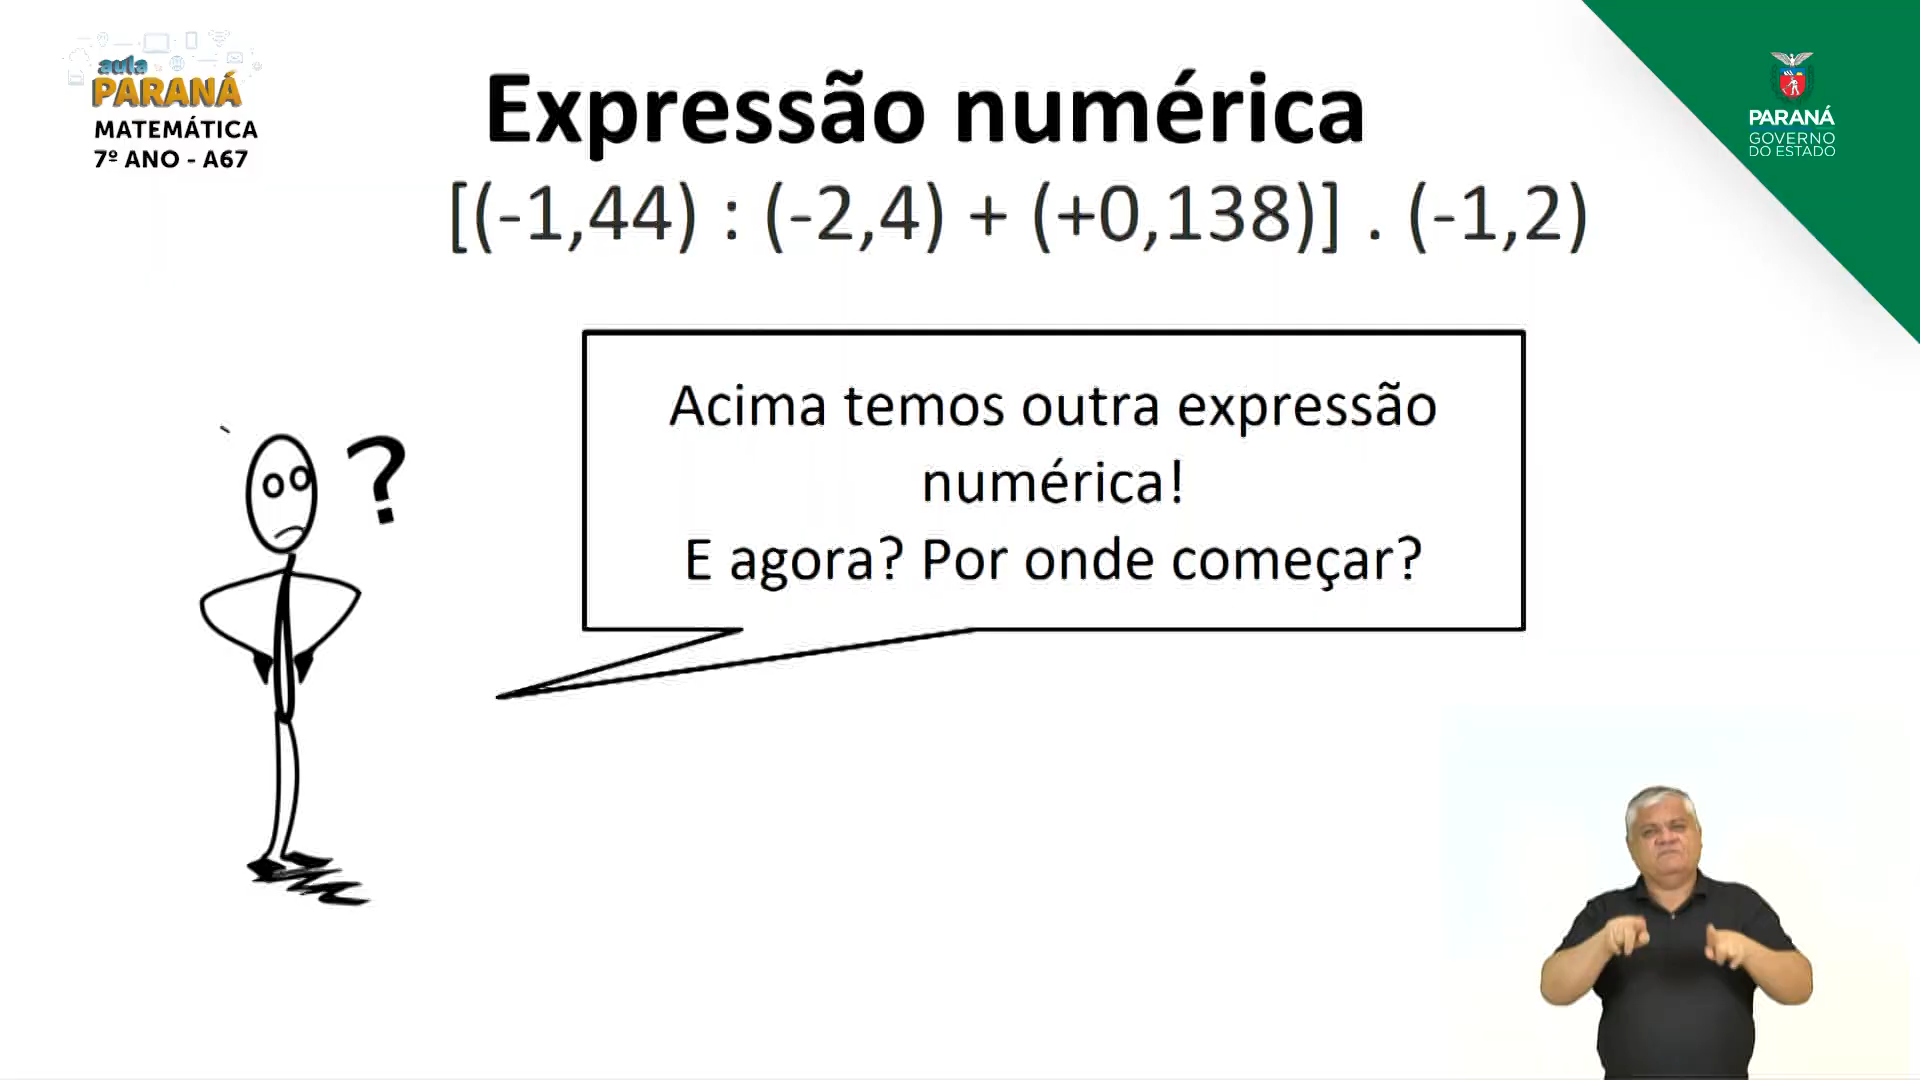 aula
PARANÁ
MATEMÁTICA
7º ANO - A67
Expressão numérica
[(-1,44) : (-2,4) + (+0,138)] . (-1,2)
PARANÁ
GOVERNO
DO ESTADO
Acima temos outra expressão
numérica!
E agora? Por onde começar?
?